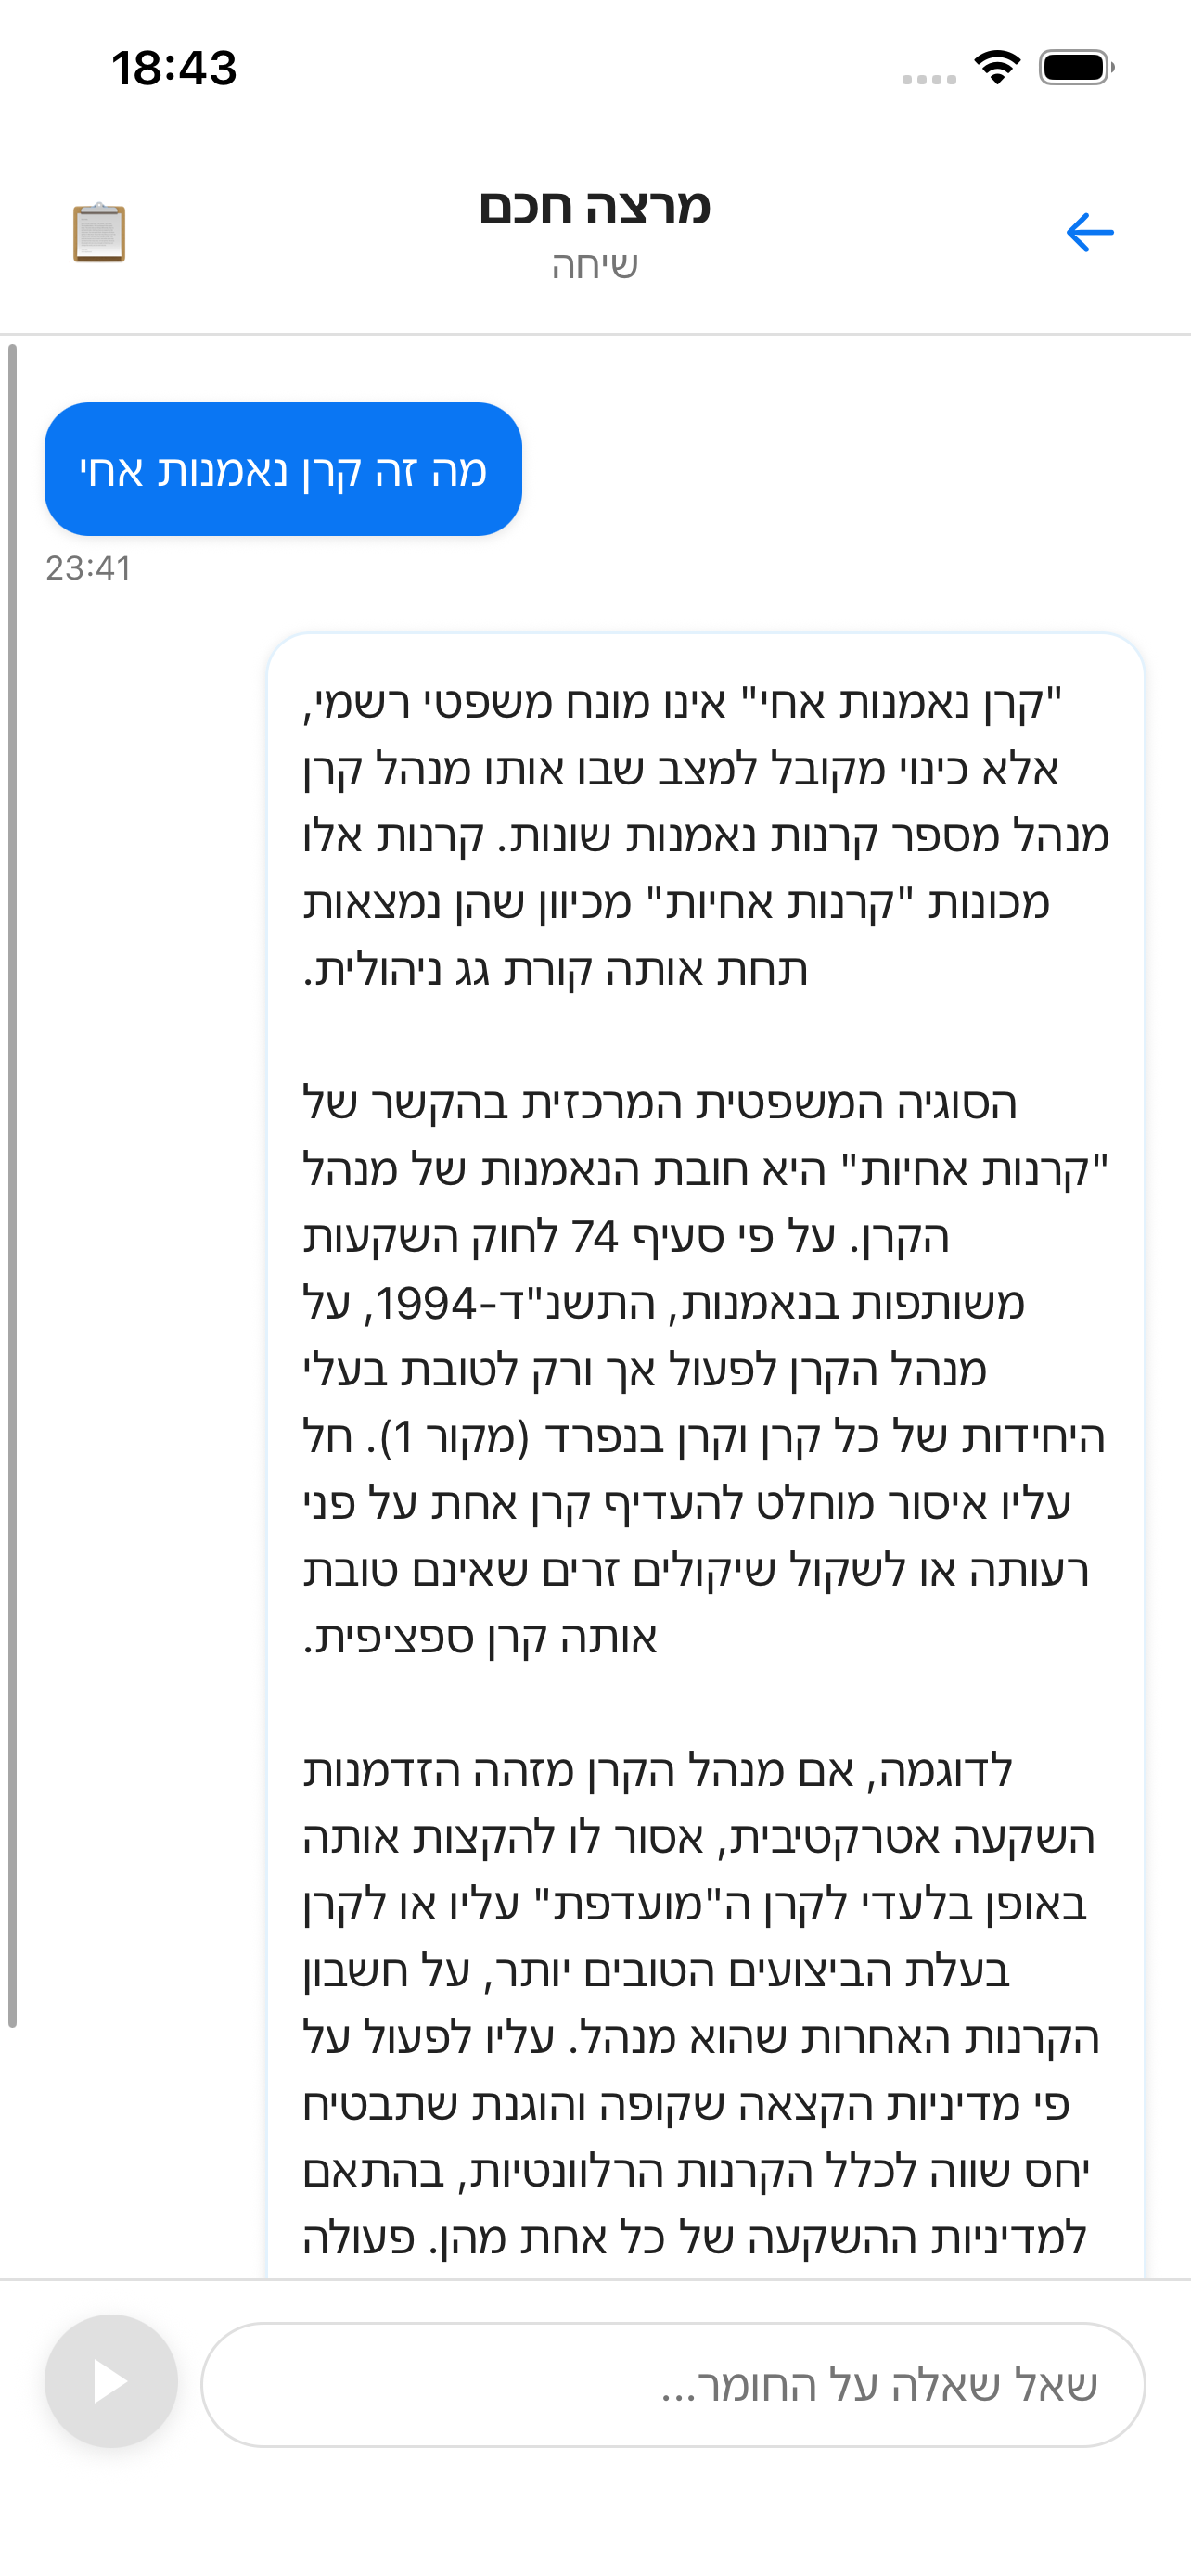 18:43
מרצה חכם
שיחה
מה זה קרן נאמנות אחי
23:41
"קרן נאמנות אחי" אינו מונח משפטי רשמי,
אלא כינוי מקובל למצב שבו אותו מנהל קרן
מנהל מספר קרנות נאמנות שונות. קרנות אלו
מכונות "קרנות אחיות" מכיוון שהן נמצאות
תחת אותה קורת גג ניהולית.
הסוגיה המשפטית המרכזית בהקשר של
"קרנות אחיות" היא חובת הנאמנות של מנהל
הקרן. על פי סעיף 74 לחוק השקעות
משותפות בנאמנות, התשנ"ד-1994, על
מנהל הקרן לפעול אך ורק לטובת בעלי
היחידות של כל קרן וקרן בנפרד (מקור 1). חל
עליו איסור מוחלט להעדיף קרן אחת על פני
רעותה או לשקול שיקולים זרים שאינם טובת
אותה קרן ספציפית.
לדוגמה, אם מנהל הקרן מזהה הזדמנות
השקעה אטרקטיבית, אסור לו להקצות אותה
באופן בלעדי לקרן ה"מועדפת" עליו או לקרן
בעלת הביצועים הטובים יותר, על חשבון
הקרנות האחרות שהוא מנהל. עליו לפעול על
פי מדיניות הקצאה שקופה והוגנת שתבטיח
יחס שווה לכלל הקרנות הרלוונטיות, בהתאם
למדיניות ההשקעה של כל אחת מהן. פעולה
שאל שאלה על החומר...